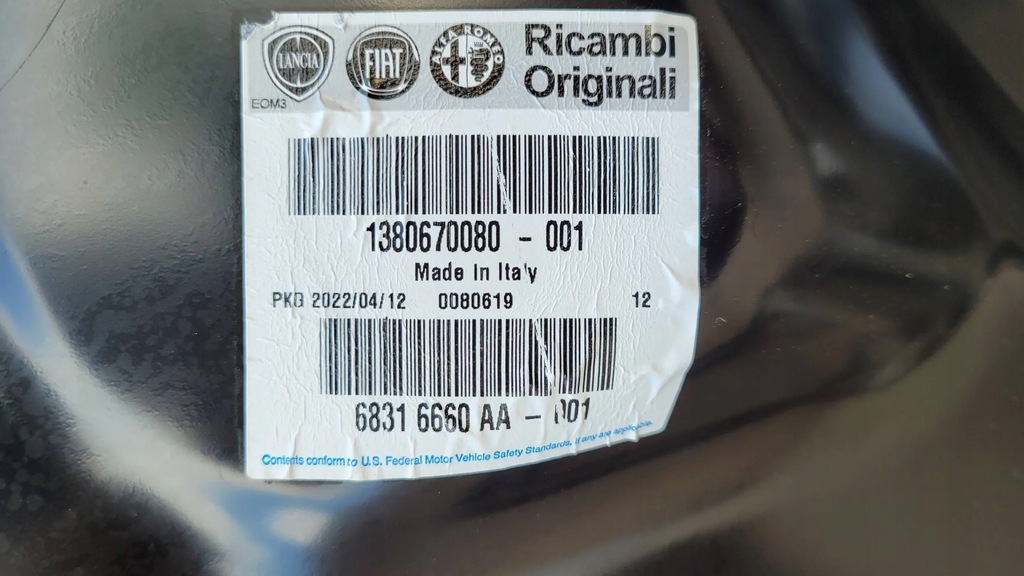 LANCIA FIAT ALFA ROMEO Ricambi
Originali
EOM3
1380670080 - 001
Made in Italy
PKD 2022/04/12 0080619 12
6831 6660 AA - 001
Contents conform to U.S. Federal Motor Vehicle Safety Standards, if any are applicable.